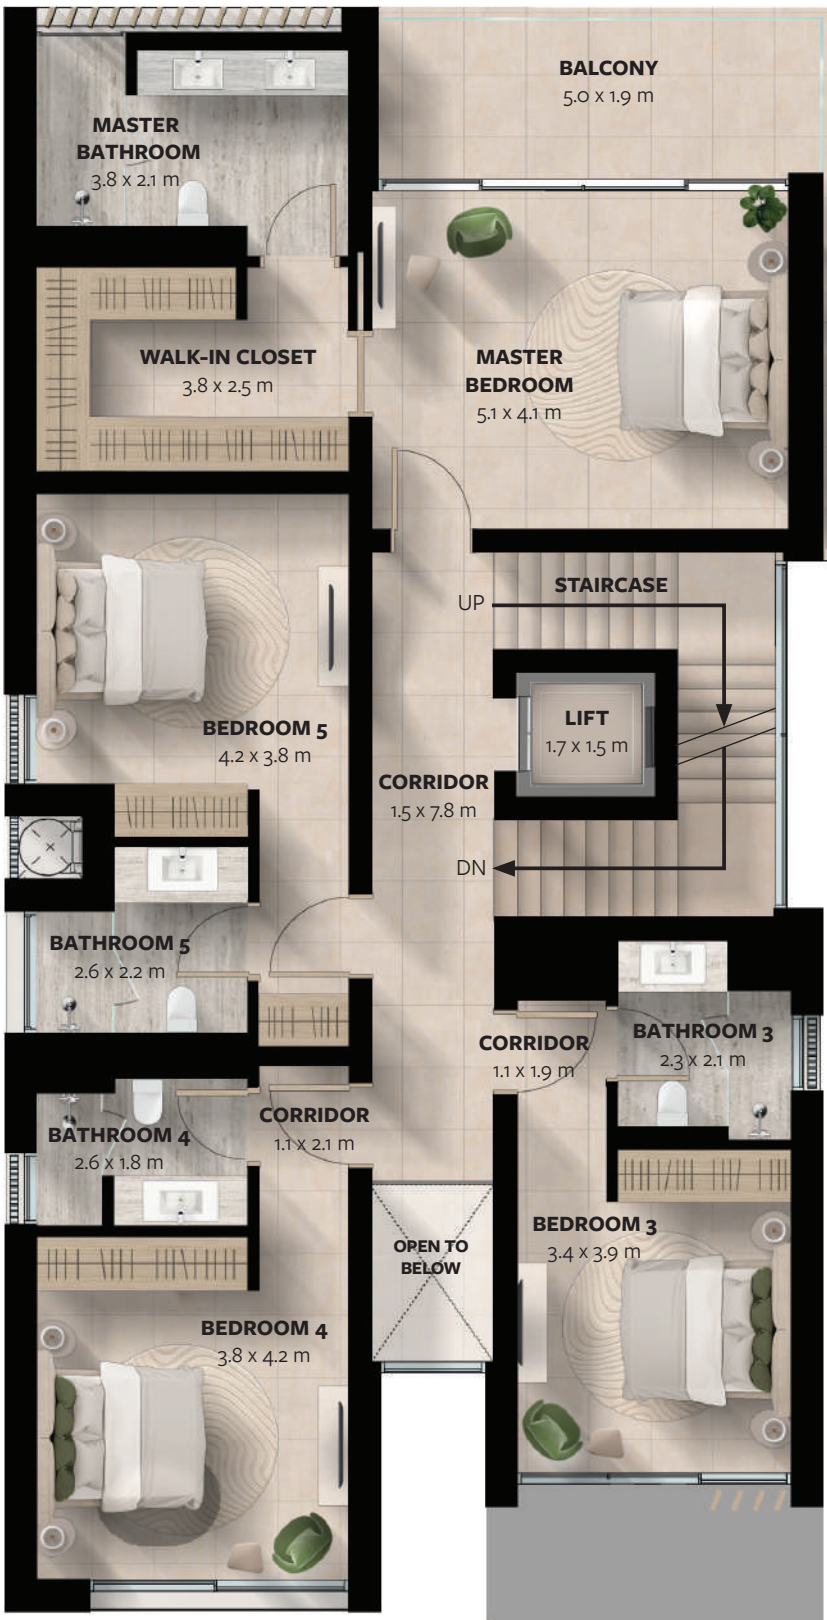 BALCONY
5.0 x 1.9 m
MASTER
BATHROOM
3.8 x 2.1 m
WALK-IN CLOSET
3.8 x 2.5 m
MASTER
BEDROOM
5.1 x 4.1 m
STAIRCASE
UP
LIFT
1.7 x 1.5 m
BEDROOM 5
4.2 x 3.8 m
CORRIDOR
1.5 x 7.8 m
DN
BATHROOM 5
2.6 x 2.2 m
CORRIDOR
1.1 x 1.9 m
BATHROOM 3
2.3 x 2.1 m
BATHROOM 4
2.6 x 1.8 m
CORRIDOR
1.1 x 2.1 m
OPEN TO
BELOW
BEDROOM 3
3.4 x 3.9 m
BEDROOM 4
3.8 x 4.2 m